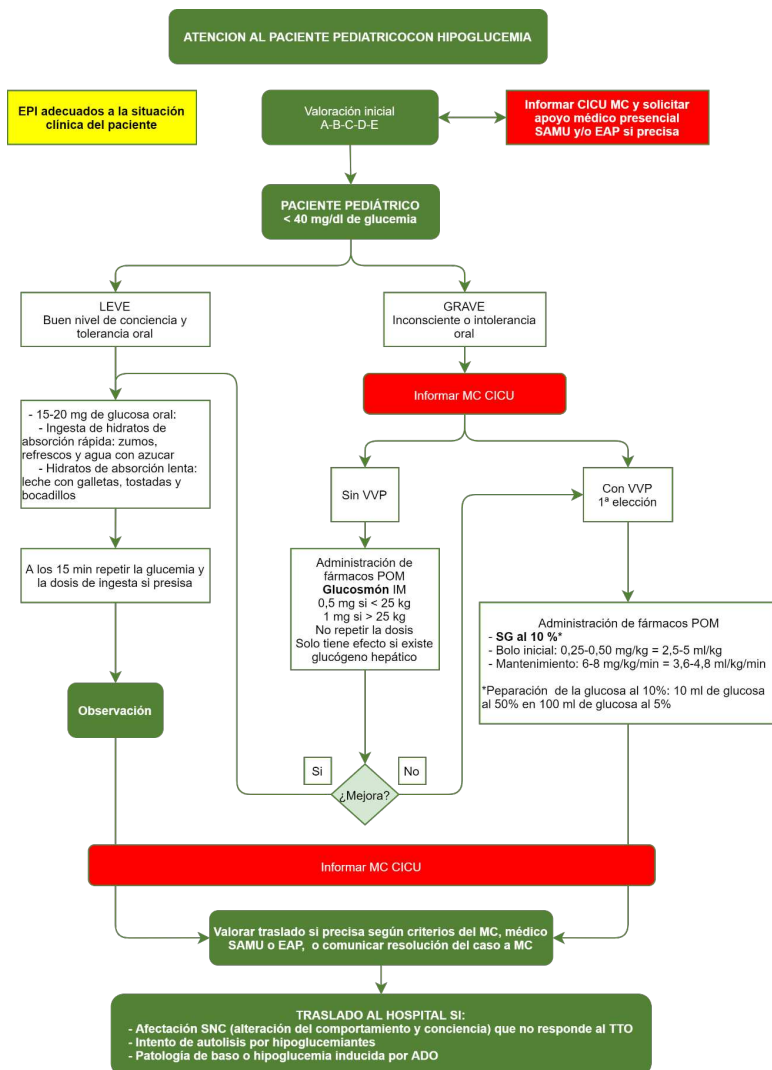 ATENCION AL PACIENTE PEDIATRICOCON HIPOGLUCEMIA
EPI adecuados a la situación
clínica del paciente
Valoración inicial
A-B-C-D-E
Informar CICU MC y solicitar
apoyo médico presencial
SAMU y/o EAP si precisa
PACIENTE PEDIÁTRICO
< 40 mg/dl de glucemia
LEVE
Buen nivel de conciencia y
tolerancia oral
GRAVE
Inconsciente o intolerancia
oral
Informar MC CICU
- 15-20 mg de glucosa oral:
- Ingesta de hidratos de
absorción rápida: zumos,
refrescos y agua con azucar
- Hidratos de absorción lenta:
leche con galletas, tostadas y
bocadillos
Sin VVP
Con VVP
1ª elección
A los 15 min repetir la glucemia y
la dosis de ingesta si presisa
Administración de
fármacos POM
Glucosmón IM
0,5 mg si < 25 kg
1 mg si > 25 kg
No repetir la dosis
Solo tiene efecto si existe
glucógeno hepático
Administración de fármacos POM
- SG al 10 %*
- Bolo inicial: 0,25-0,50 mg/kg = 2,5-5 ml/kg
- Mantenimiento: 6-8 mg/kg/min = 3,6-4,8 ml/kg/min
*Peparación de la glucosa al 10%: 10 ml de glucosa
al 50% en 100 ml de glucosa al 5%
Observación
Si
No
¿Mejora?
Informar MC CICU
Valorar traslado si precisa según criterios del MC, médico
SAMU o EAP, o comunicar resolución del caso a MC
TRASLADO AL HOSPITAL SI:
- Afectación SNC (alteración del comportamiento y conciencia) que no responde al TTO
- Intento de autolisis por hipoglucemiantes
- Patología de baso o hipoglucemia inducida por ADO